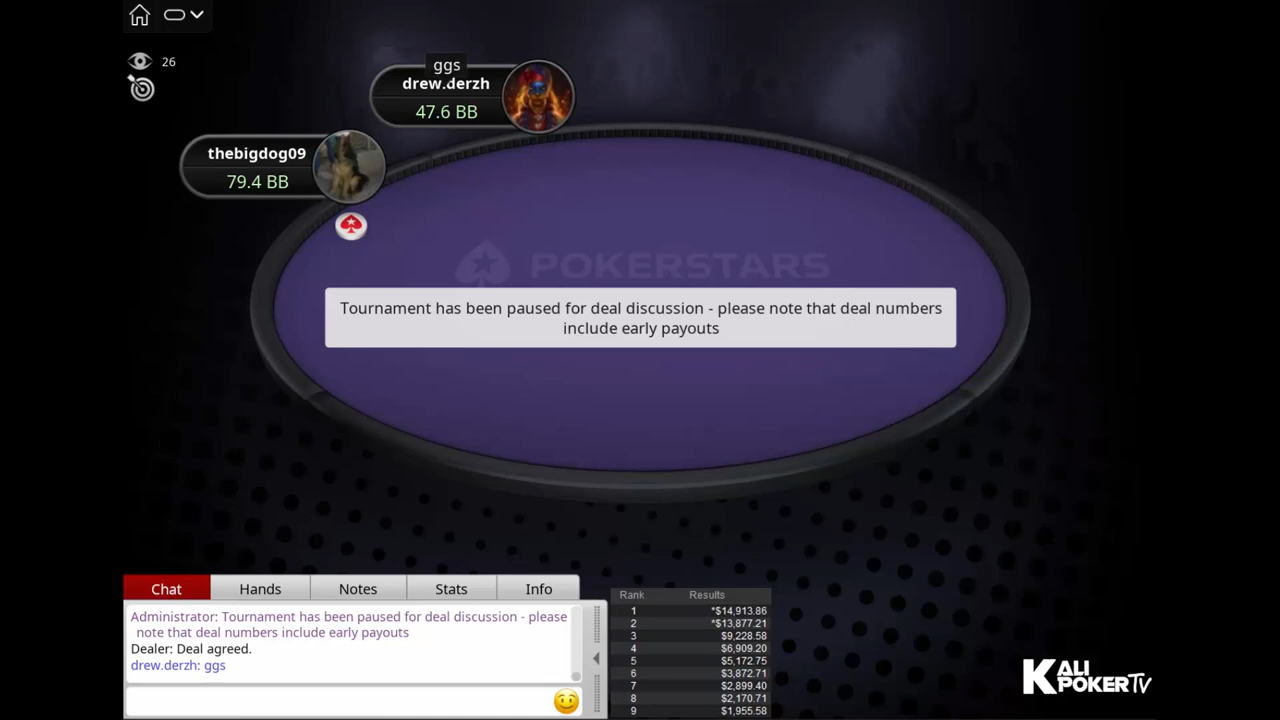 26
ggs
drew.derzh
47.6 BB
thebigdog09
79.4 BB
POKERSTARS
Tournament has been paused for deal discussion - please note that deal numbers
include early payouts
Chat Hands Notes Stats Info
Administrator: Tournament has been paused for deal discussion - please
note that deal numbers include early payouts
Dealer: Deal agreed.
drew.derzh: ggs
Rank Results
1 *$14,913.86
2 *$13,877.21
3 $9,228.58
4 $6,909.20
5 $5,172.75
6 $3,872.71
7 $2,899.40
8 $2,170.71
9 $1,955.58
KALI
POKERTV